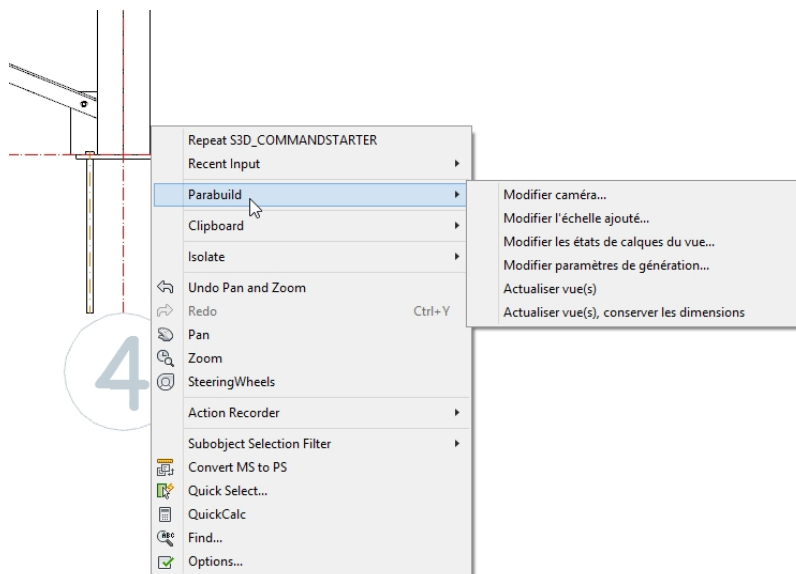 Repeat S3D_COMMANDSTARTER
Recent Input
Parabuild
Clipboard
Isolate
Undo Pan and Zoom
Redo Ctrl+Y
Pan
Zoom
SteeringWheels
Action Recorder
Subobject Selection Filter
Convert MS to PS
Quick Select...
QuickCalc
Find...
Options...
Modifier caméra...
Modifier l'échelle ajouté...
Modifier les états de calques du vue...
Modifier paramètres de génération...
Actualiser vue(s)
Actualiser vue(s), conserver les dimensions
4